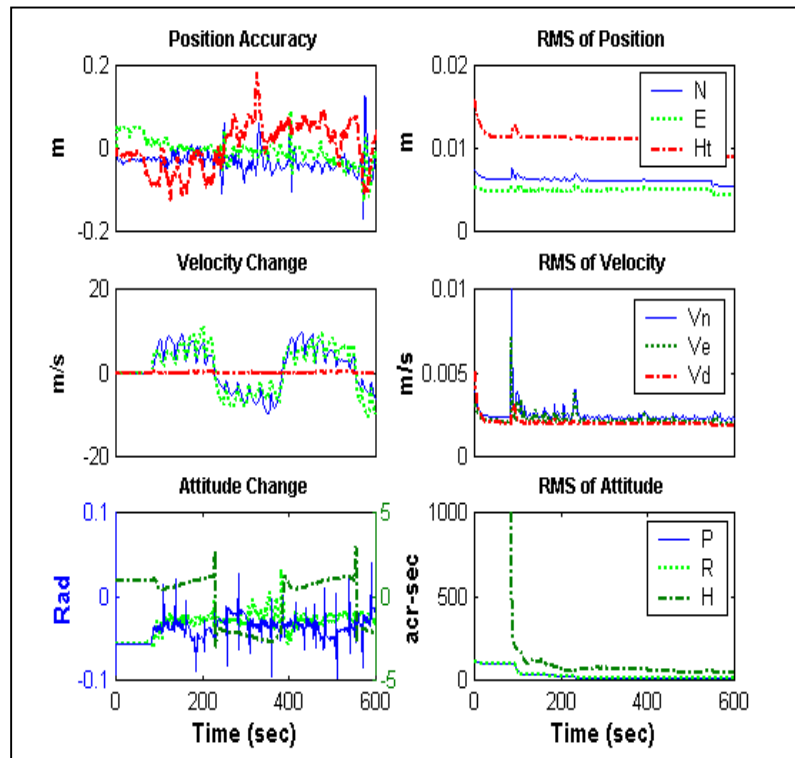 Position Accuracy
RMS of Position
0.2
0
-0.2
m
0.02
0.01
0
m
N
E
Ht
Velocity Change
RMS of Velocity
20
0
-20
m/s
0.01
0.005
0
m/s
Vn
Ve
Vd
Attitude Change
RMS of Attitude
0.1
0
-0.1
Rad
5
0
-5
1000
500
0
acr-sec
P
R
H
0
200
400
600
Time (sec)
0
200
400
600
Time (sec)